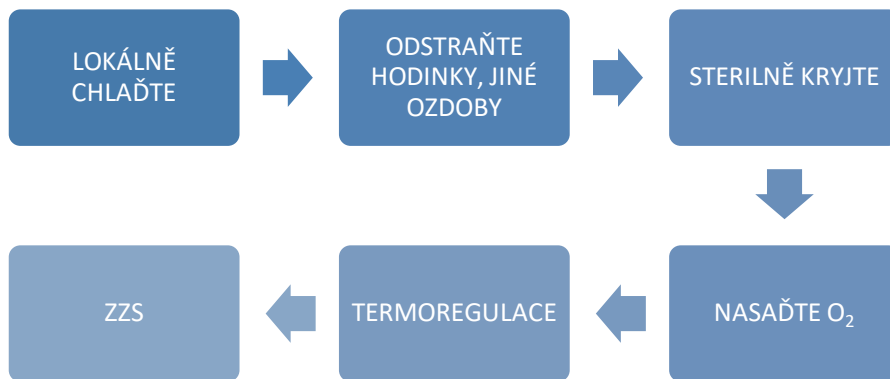 LOKÁLNĚ
CHLAĎTE
ODSTRAŇTE
HODINKY, JINÉ
OZDOBY
STERILNĚ KRYJTE
NASAĎTE O₂
TERMOREGULACE
ZZS